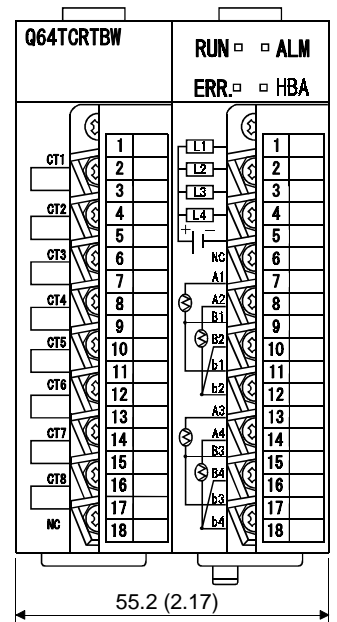 Q64TCRTBW
RUN ALM
ERR. HBA
CT1
CT2
CT3
CT4
CT5
CT6
CT7
CT8
NC
1
2
3
4
5
6
7
8
9
10
11
12
13
14
15
16
17
18
L1
L2
L3
L4
+ −
NC
A1
A2
B1
B2
b1
b2
A3
A4
B3
B4
b3
b4
1
2
3
4
5
6
7
8
9
10
11
12
13
14
15
16
17
18
55.2 (2.17)